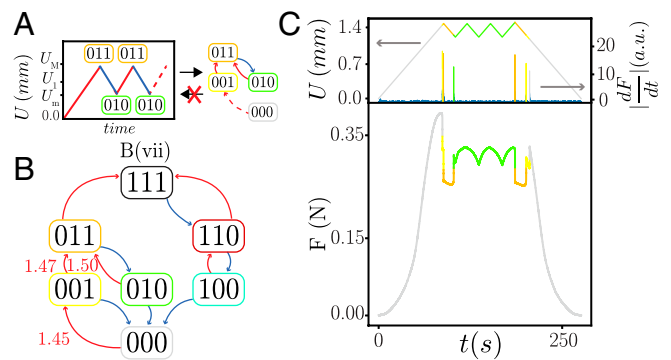 A
U (mm)
U_M
U_1
U_m
0.0
time
011 011
010 010
011
001 010
000
B
B(vii)
111
011 110
1.47 1.50
001 010 100
1.45
000
C
U (mm)
1.4
0.7
0.0
20
10
0
|dF/dt|(a.u.)
F (N)
0.35
0.15
0.00
0 250
t(s)